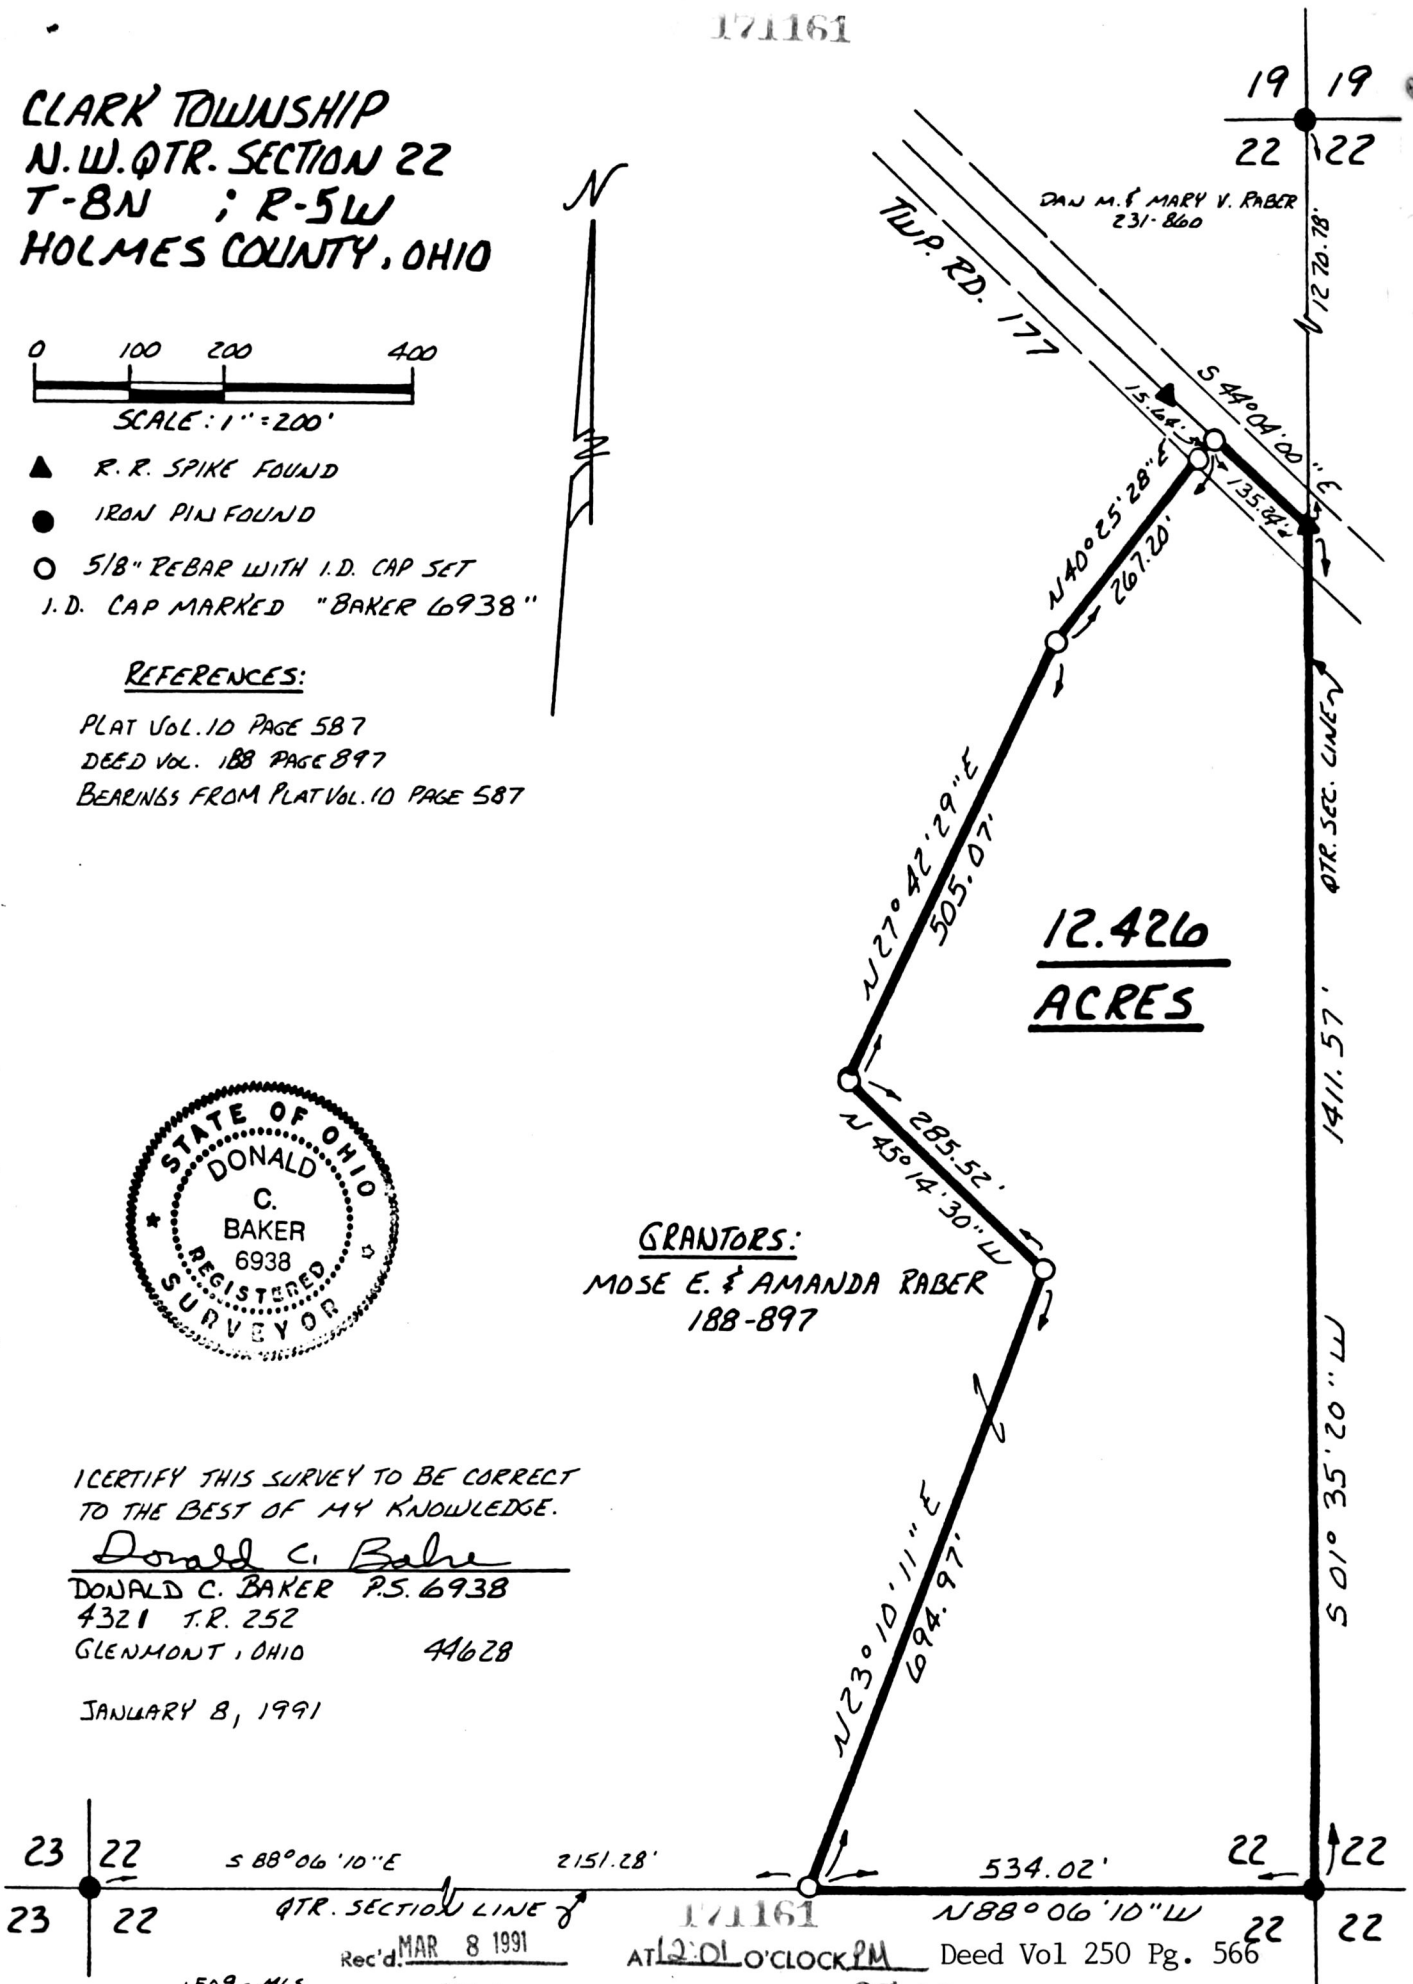 171161
CLARK TOWNSHIP
N.W. QTR. SECTION 22
T-8N ; R-5W
HOLMES COUNTY, OHIO
N
0 100 200 400
SCALE: 1" = 200'
R.R. SPIKE FOUND
IRON PIN FOUND
5/8" REBAR WITH I.D. CAP SET
I.D. CAP MARKED "BAKER 6938"
REFERENCES:
PLAT VOL. 10 PAGE 587
DEED VOL. 188 PAGE 897
BEARINGS FROM PLAT VOL. 10 PAGE 587
19 19
22 22
DAN M. & MARY V. RABER
231-860
1270.78'
TWP. RD. 177
S 44° 04' 00" E
15.64'
135.24'
N 40° 25' 28" E
267.20'
QTR. SEC. LINE
N 27° 42' 29" E
505.07'
12.426
ACRES
1411.57'
285.52'
N 45° 14' 30" W
GRANTORS:
MOSE E. & AMANDA RABER
188-897
S 01° 35' 20" W
N 23° 10' 11" E
694.97'
STATE OF OHIO
DONALD
C.
BAKER
6938
REGISTERED
SURVEYOR
I CERTIFY THIS SURVEY TO BE CORRECT
TO THE BEST OF MY KNOWLEDGE.
Donald C. Baker
DONALD C. BAKER P.S. 6938
4321 T.R. 252
GLENMONT, OHIO 44628
JANUARY 8, 1991
23 22
S 88° 06' 10" E 2151.28'
534.02'
22 22
23 22
QTR. SECTION LINE
171161
N 88° 06' 10" W
22 22
Rec'd. MAR 8 1991 AT 12:01 O'CLOCK PM Deed Vol 250 Pg. 566